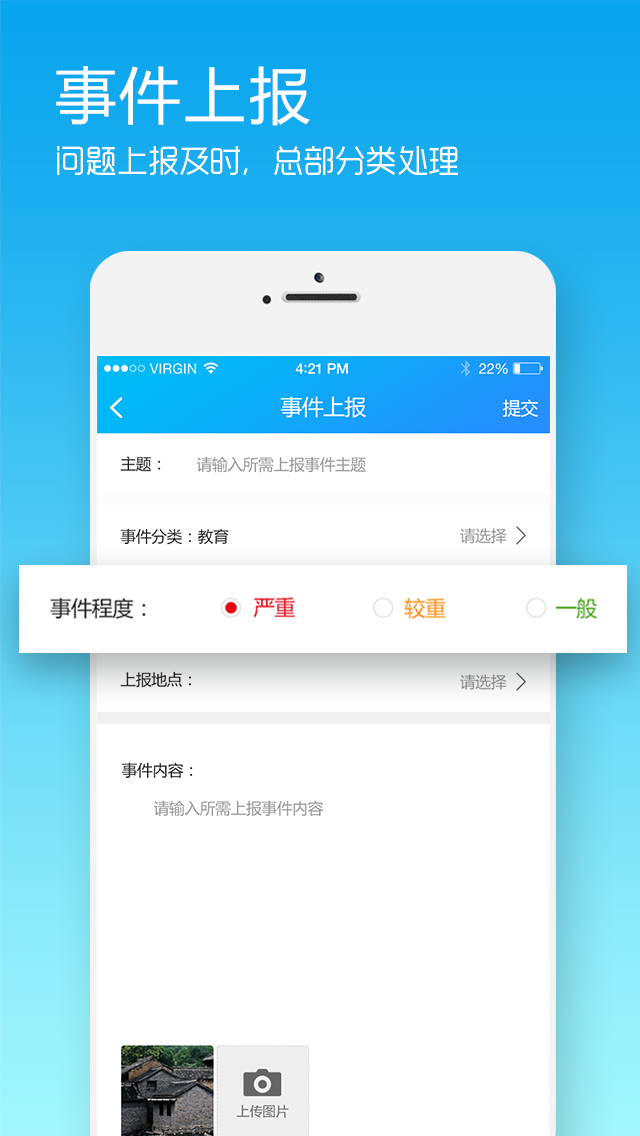 事件上报
问题上报及时，总部分类处理
VIRGIN 4:21 PM 22%
事件上报 提交
主题： 请输入所需上报事件主题
事件分类：教育 请选择
事件程度： 严重 较重 一般
上报地点： 请选择
事件内容：
请输入所需上报事件内容
上传图片